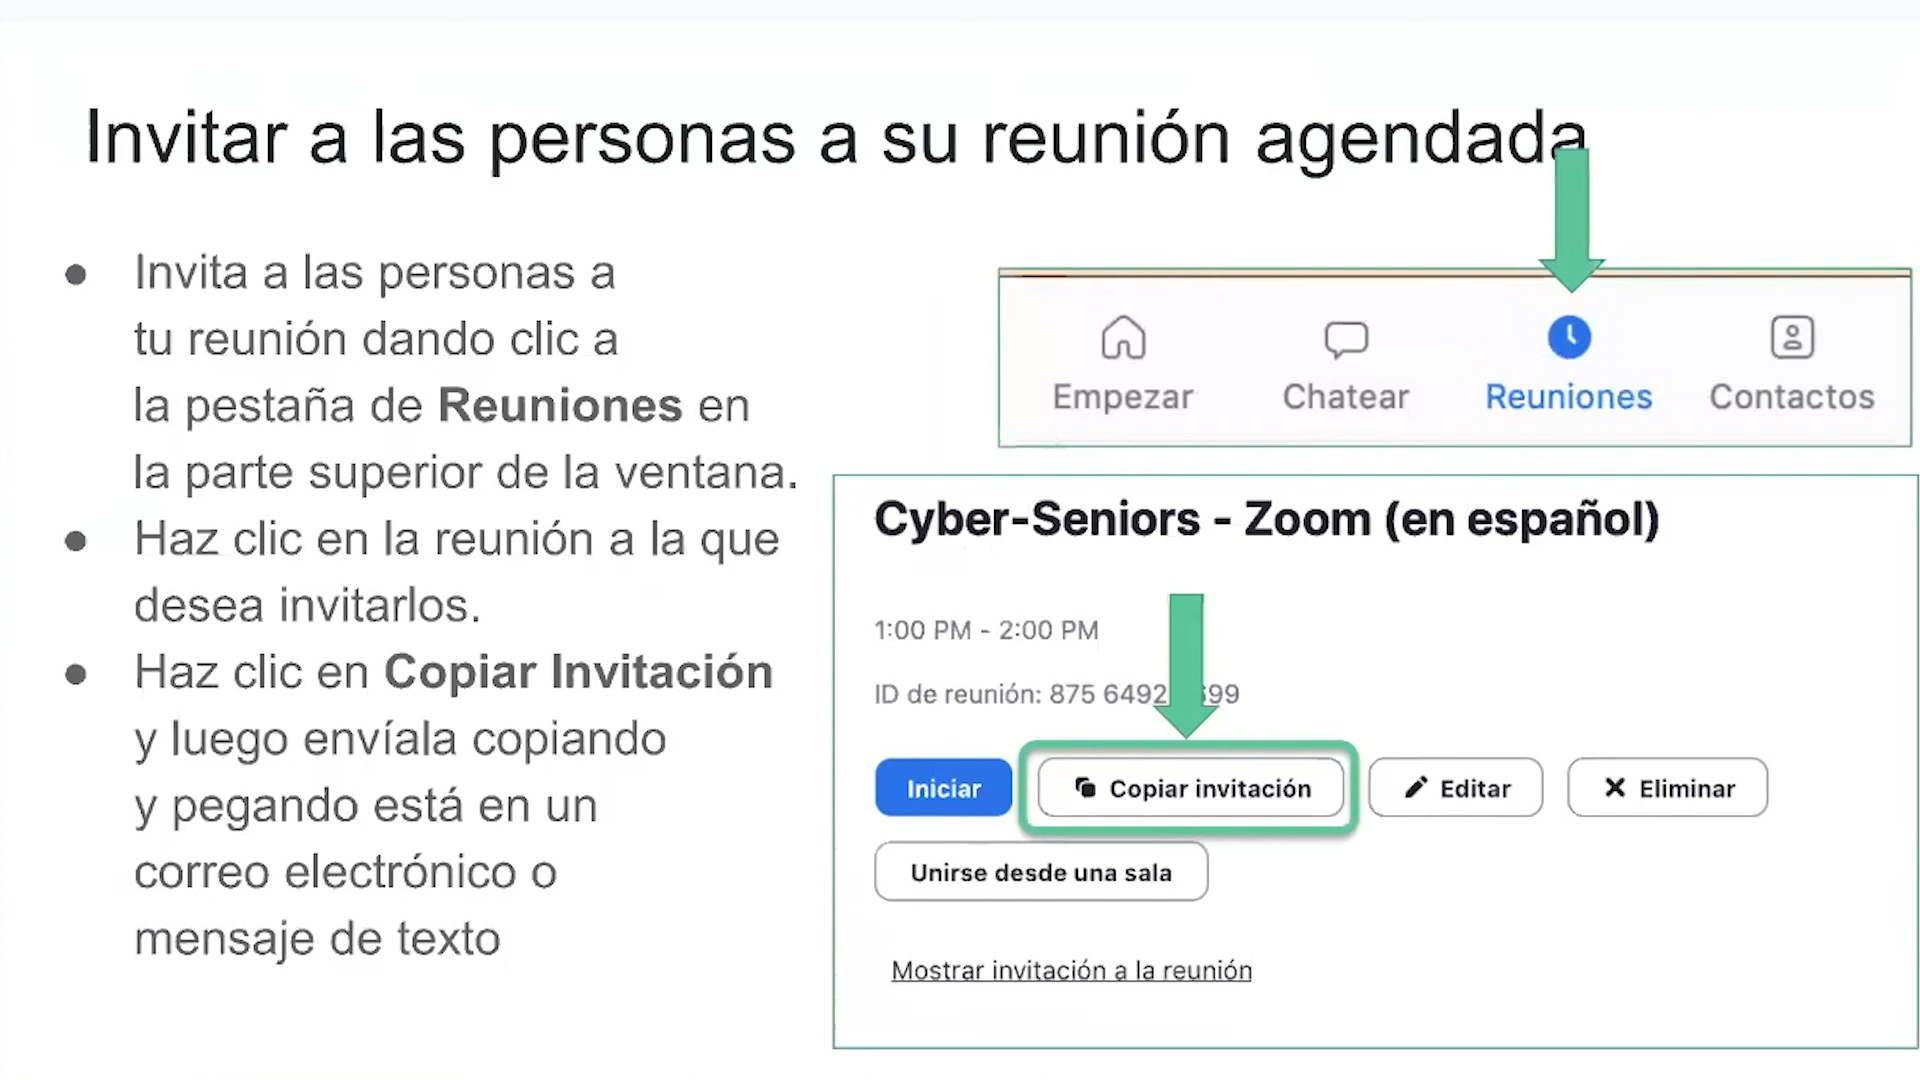 Invitar a las personas a su reunión agendada
● Invita a las personas a
tu reunión dando clic a
la pestaña de Reuniones en
la parte superior de la ventana.
● Haz clic en la reunión a la que
desea invitarlos.
● Haz clic en Copiar Invitación
y luego envíala copiando
y pegando está en un
correo electrónico o
mensaje de texto
Empezar Chatear Reuniones Contactos
Cyber-Seniors - Zoom (en español)
1:00 PM - 2:00 PM
ID de reunión: 875 6492 99
Iniciar Copiar invitación Editar Eliminar
Unirse desde una sala
Mostrar invitación a la reunión